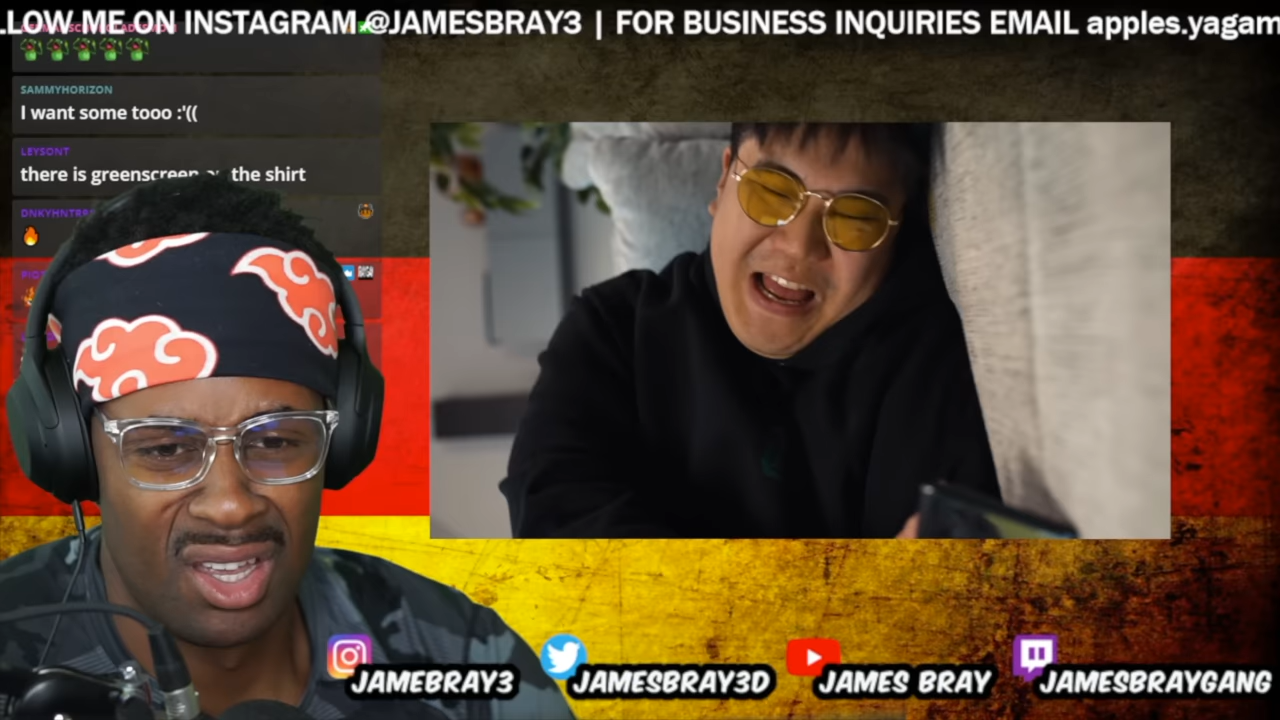 LLOW ME ON INSTAGRAM @JAMESBRAY3 | FOR BUSINESS INQUIRIES EMAIL apples.yagam
SAMMYHORIZON
I want some tooo :'((
LEYSONT
there is greenscreen the shirt
JAMEBRAY3
JAMESBRAY3D
JAMES BRAY
JAMESBRAYGANG